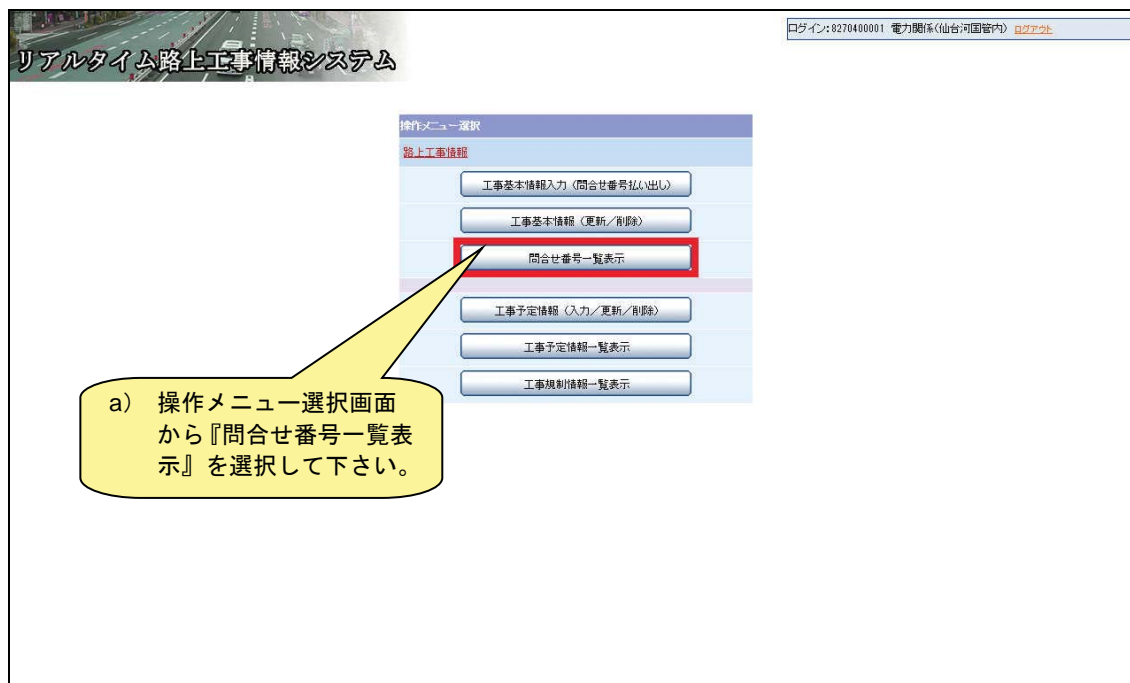 リアルタイム路上工事情報システム
ログイン:8270400001 電力関係(仙台河国管内) ログアウト
操作メニュー選択
路上工事情報
工事基本情報入力（問合せ番号払い出し）
工事基本情報（更新／削除）
問合せ番号一覧表示
工事予定情報（入力／更新／削除）
工事予定情報一覧表示
工事規制情報一覧表示
a） 操作メニュー選択画面
から『問合せ番号一覧表
示』を選択して下さい。